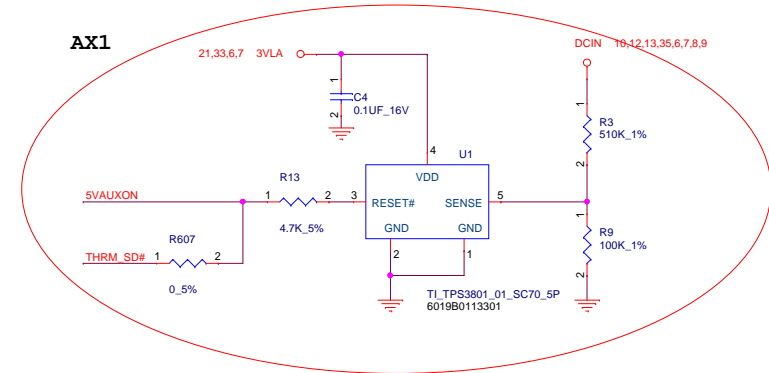 AX1
21,33,6,7 3VLA
DCIN 10,12,13,35,6,7,8,9
1
C4
0.1UF_16V
2
1
R3
510K_1%
2
4
U1
VDD
R13
5VAUXON
1 2
3 RESET# SENSE 5
4.7K_5%
GND GND
1
R9
100K_1%
2
R607
THRM_SD# 1 2
0_5%
2 1
TI_TPS3801_01_SC70_5P
6019B0113301